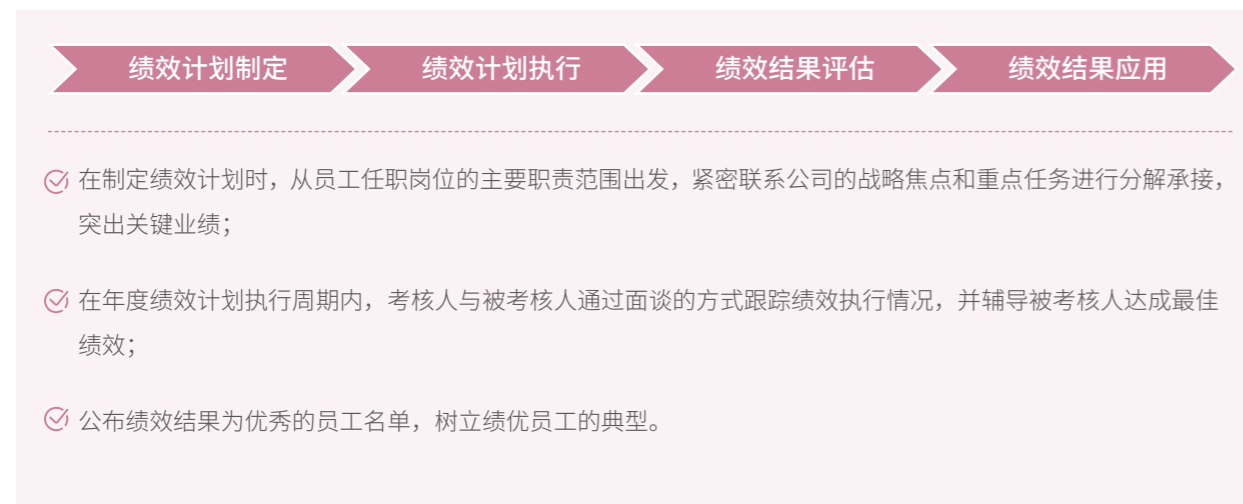 绩效计划制定
绩效计划执行
绩效结果评估
绩效结果应用
在制定绩效计划时，从员工任职岗位的主要职责范围出发，紧密联系公司的战略焦点和重点任务进行分解承接，
突出关键业绩；
在年度绩效计划执行周期内，考核人与被考核人通过面谈的方式跟踪绩效执行情况，并辅导被考核人达成最佳
绩效；
公布绩效结果为优秀的员工名单，树立绩优员工的典型。